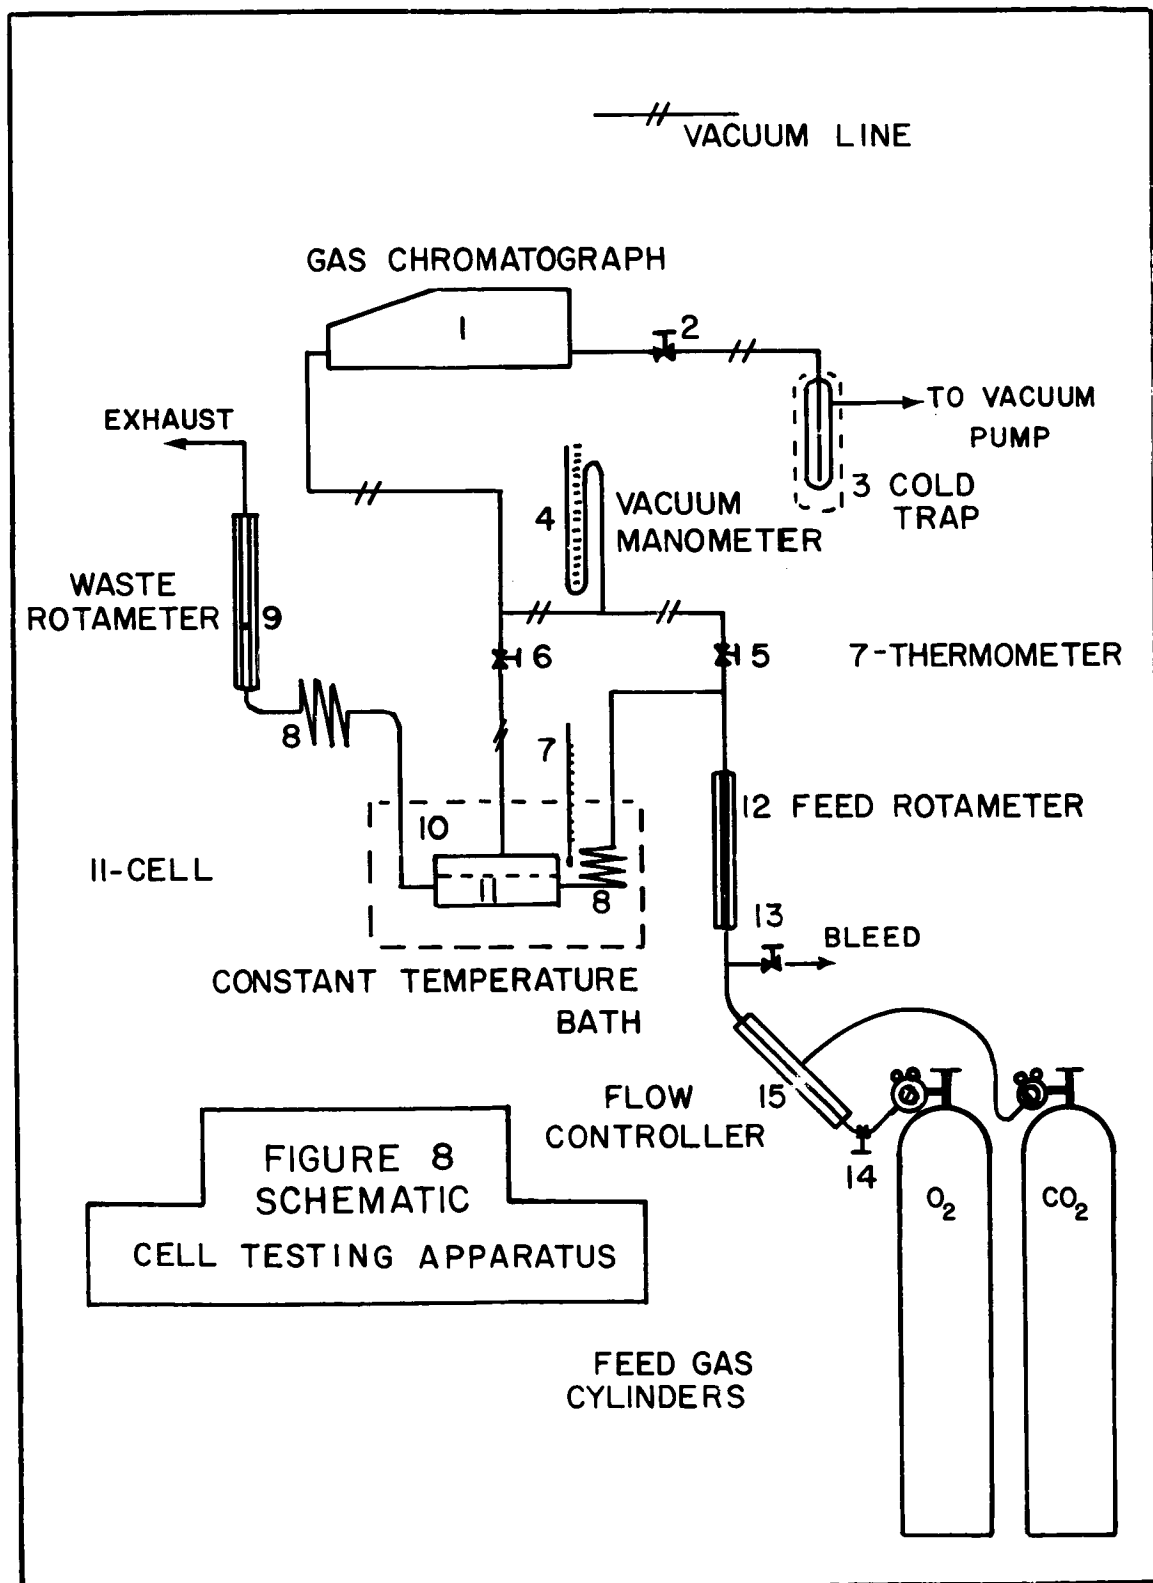 VACUUM LINE
GAS CHROMATOGRAPH
1
2
EXHAUST
TO VACUUM
PUMP
3 COLD
TRAP
4
VACUUM
MANOMETER
WASTE
ROTAMETER
9
6
5
7-THERMOMETER
8
7
10
12 FEED ROTAMETER
11-CELL
11
8
13
BLEED
CONSTANT TEMPERATURE
BATH
15
FLOW
CONTROLLER
14
FIGURE 8
SCHEMATIC
CELL TESTING APPARATUS
O2
CO2
FEED GAS
CYLINDERS